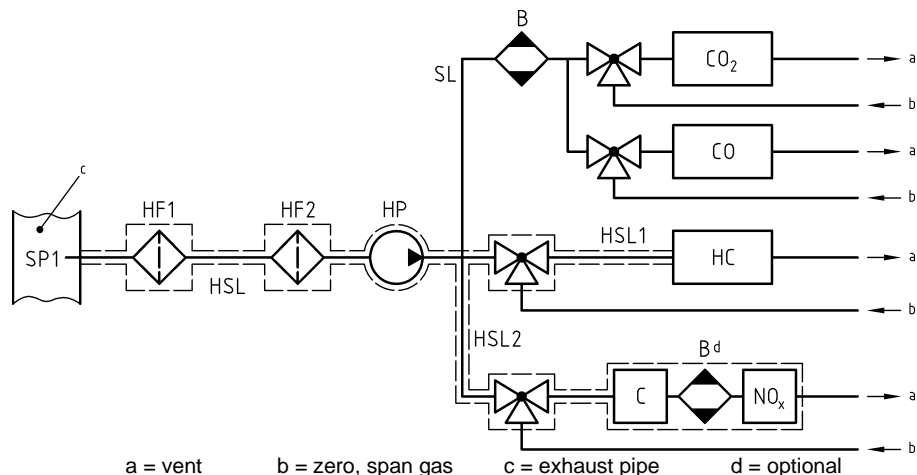 B
SL
CO₂
a
b
CO
a
b
c
HF1
HF2
HP
SP1
HSL
HSL1
HC
a
b
HSL2
Bᵈ
C
NOₓ
a
b
a = vent b = zero, span gas c = exhaust pipe d = optional